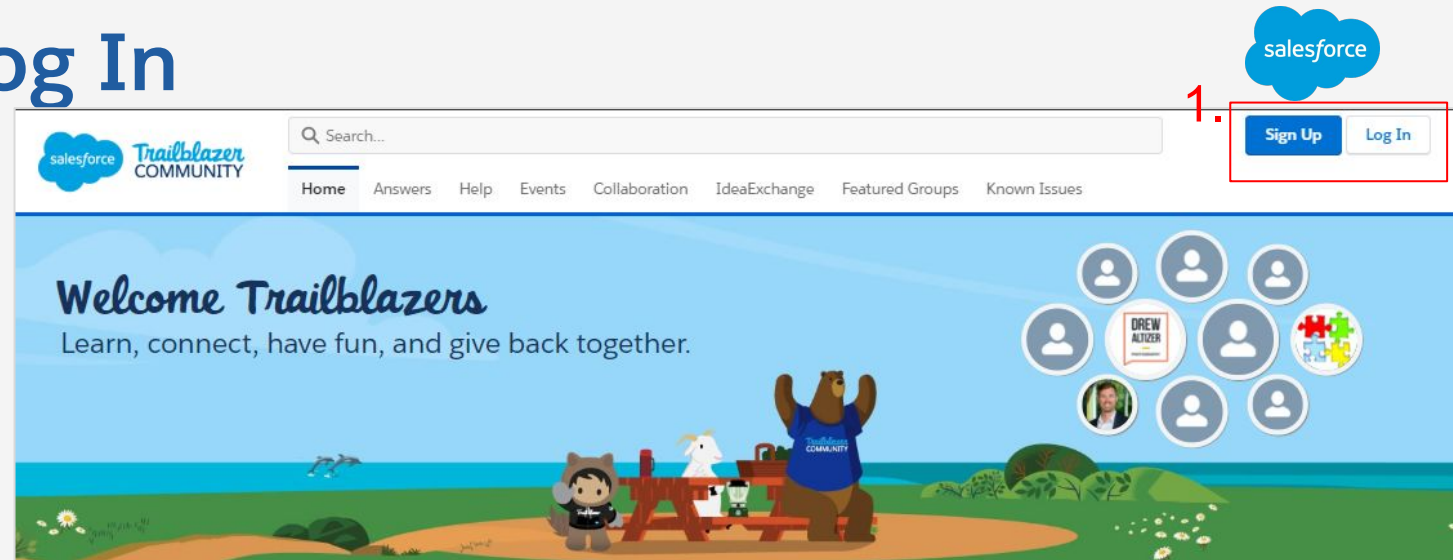 og In
salesforce
1.
salesforce Trailblazer COMMUNITY
Search...
Sign Up Log In
Home Answers Help Events Collaboration IdeaExchange Featured Groups Known Issues
Welcome Trailblazers
Learn, connect, have fun, and give back together.
DREW
ALTIZER
Trailblazer
COMMUNITY